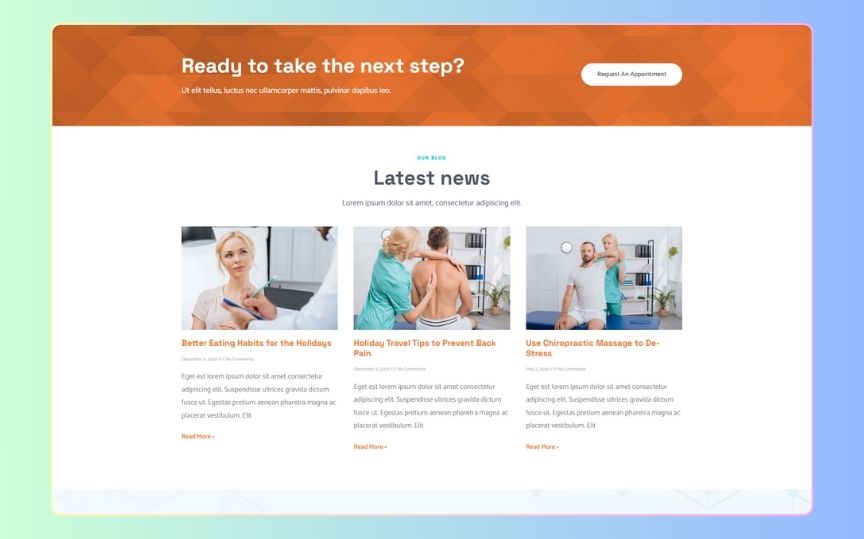 Ready to take the next step?
Ut elit tellus, luctus nec ullamcorper mattis, pulvinar dapibus leo.
Request An Appointment
OUR BLOG
Latest news
Lorem ipsum dolor sit amet, consectetur adipiscing elit.
Better Eating Habits for the Holidays
December 9, 2021 /// No Comments
Eget est lorem ipsum dolor sit amet consectetur
adipiscing elit. Suspendisse ultrices gravida dictum
fusce ut. Egestas pretium aenean pharetra magna ac
placerat vestibulum. Elit
Read More »
Holiday Travel Tips to Prevent Back
Pain
December 9, 2021 /// No Comments
Eget est lorem ipsum dolor sit amet consectetur
adipiscing elit. Suspendisse ultrices gravida dictum
fusce ut. Egestas pretium aenean pharetra magna ac
placerat vestibulum. Elit
Read More »
Use Chiropractic Massage to De-
Stress
May 2, 2020 /// No Comments
Eget est lorem ipsum dolor sit amet consectetur
adipiscing elit. Suspendisse ultrices gravida dictum
fusce ut. Egestas pretium aenean pharetra magna ac
placerat vestibulum. Elit
Read More »